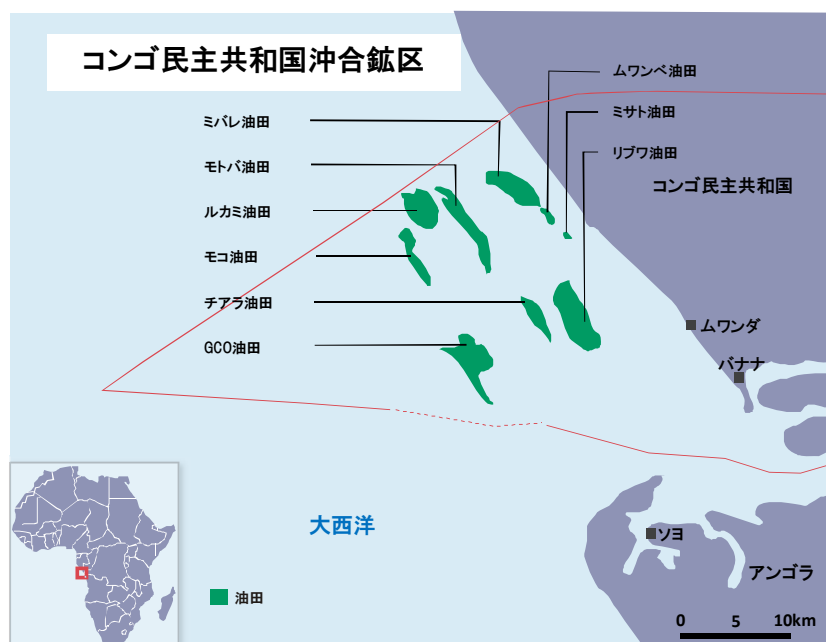 コンゴ民主共和国沖合鉱区
ムワンベ油田
ミバレ油田
ミサト油田
モトバ油田
リブワ油田
コンゴ民主共和国
ルカミ油田
モコ油田
チアラ油田
ムワンダ
GCO油田
バナナ
大西洋
ソヨ
アンゴラ
油田
0 5 10km